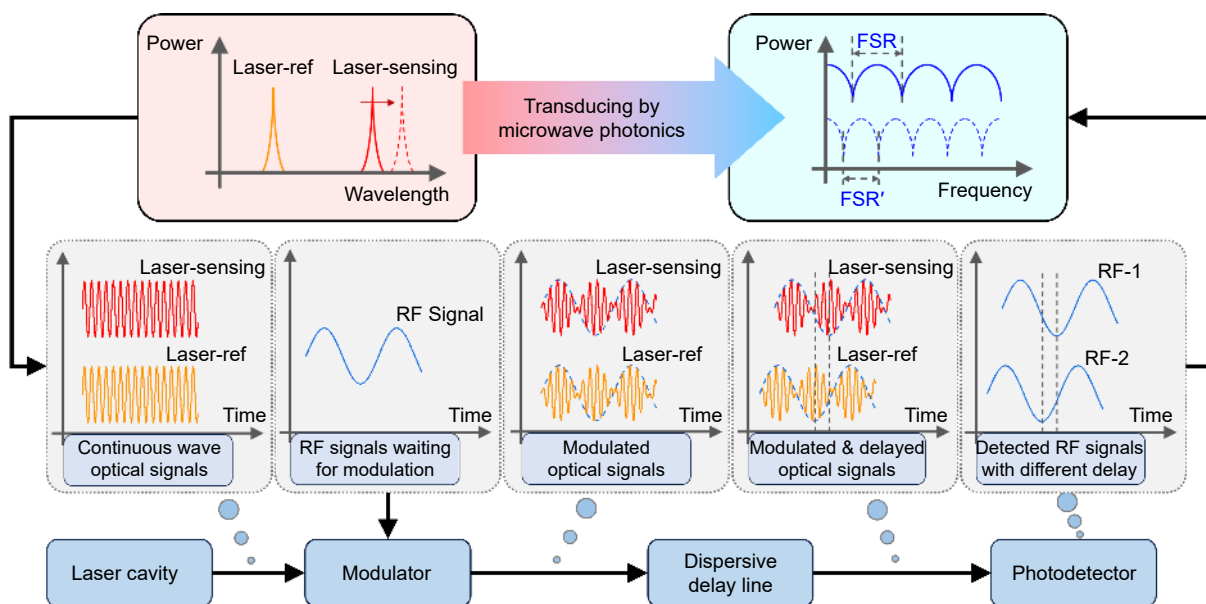 Power
Laser-ref
Laser-sensing
Wavelength
Transducing by
microwave photonics
Power
FSR
FSR′
Frequency
Laser-sensing
Laser-ref
Time
Continuous wave
optical signals
RF Signal
Time
RF signals waiting
for modulation
Laser-sensing
Laser-ref
Time
Modulated
optical signals
Laser-sensing
Laser-ref
Time
Modulated & delayed
optical signals
RF-1
RF-2
Time
Detected RF signals
with different delay
Laser cavity
Modulator
Dispersive
delay line
Photodetector